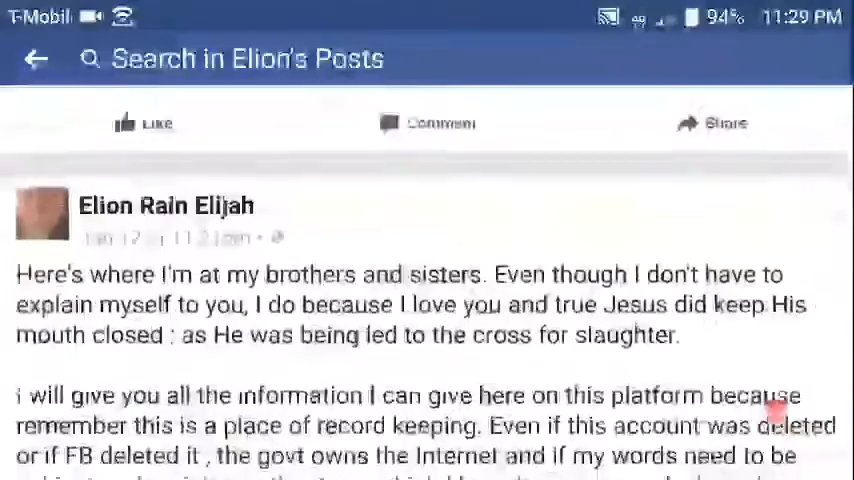 T-Mobil 94% 11:29 PM
Search in Elion's Posts
Like Comment Share
Elion Rain Elijah
Here's where I'm at my brothers and sisters. Even though I don't have to
explain myself to you, I do because I love you and true Jesus did keep His
mouth closed ; as He was being led to the cross for slaughter.
i will give you all the information I can give here on this platform because
remember this is a place of record keeping. Even if this account was deleted
or if FB deleted it , the govt owns the Internet and if my words need to be